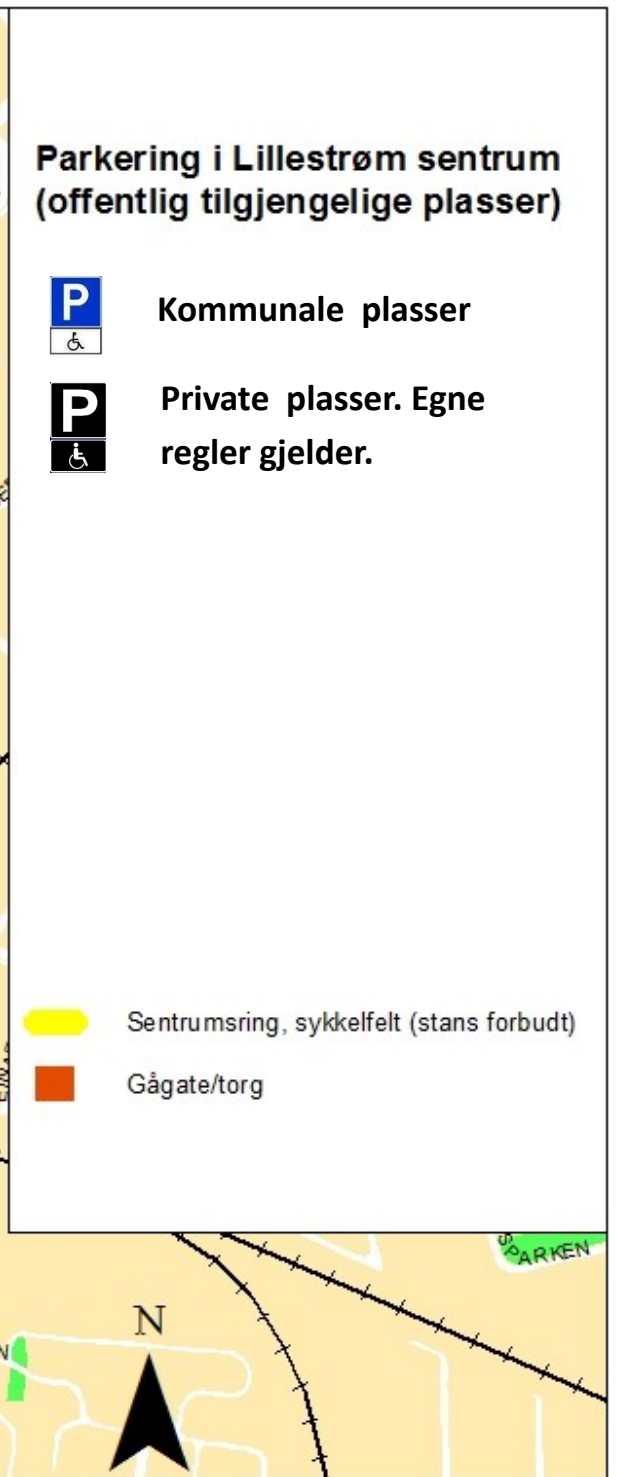 Parkering i Lillestrøm sentrum
(offentlig tilgjengelige plasser)
P
Kommunale plasser
P
Private plasser. Egne
regler gjelder.
Sentrumsring, sykkelfelt (stans forbudt)
Gågate/torg
SPARKEN
N